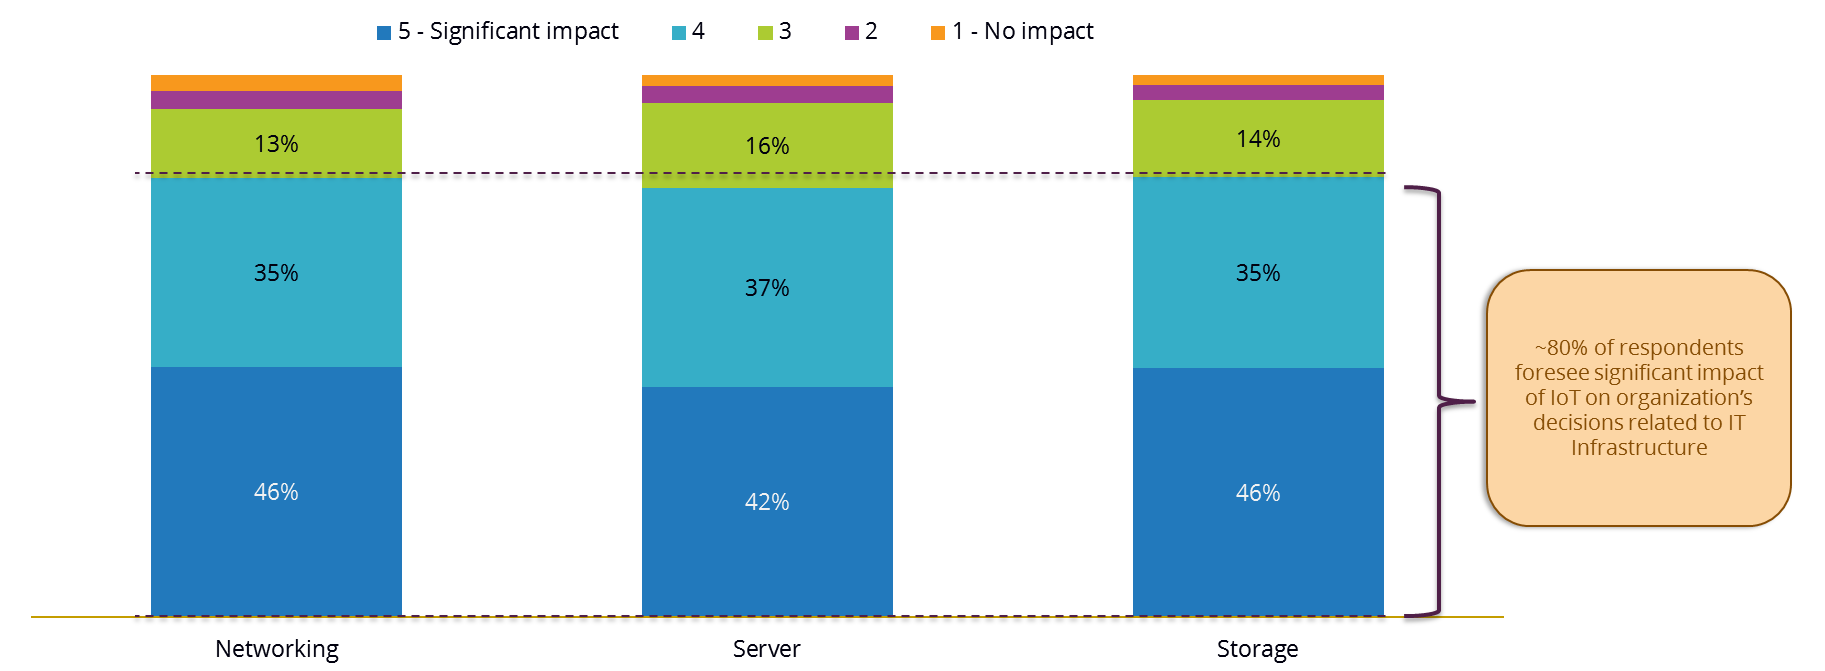 5 - Significant impact 4 3 2 1 - No impact
13% 16% 14%
35% 37% 35%
46% 42% 46%
~80% of respondents
foresee significant impact
of IoT on organization’s
decisions related to IT
Infrastructure
Networking Server Storage